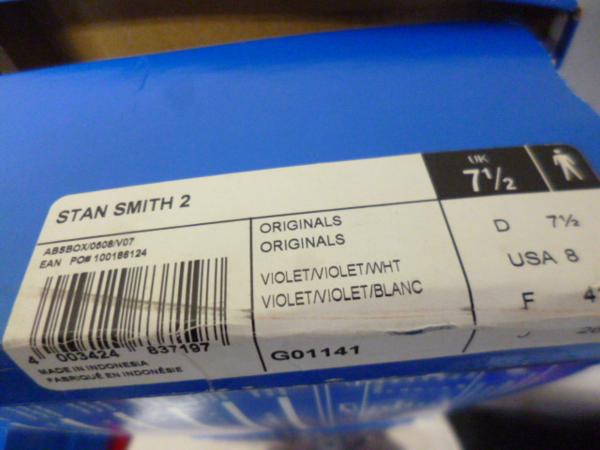 STAN SMITH 2
UK
7½
ABSBOX/0508/V07
EAN PO# 100186124
ORIGINALS
ORIGINALS
VIOLET/VIOLET/WHT
VIOLET/VIOLET/BLANC
D 7½
USA 8
F
4 003424 837197
MADE IN INDONESIA
FABRIQUÉ EN INDONÉSIE
G01141